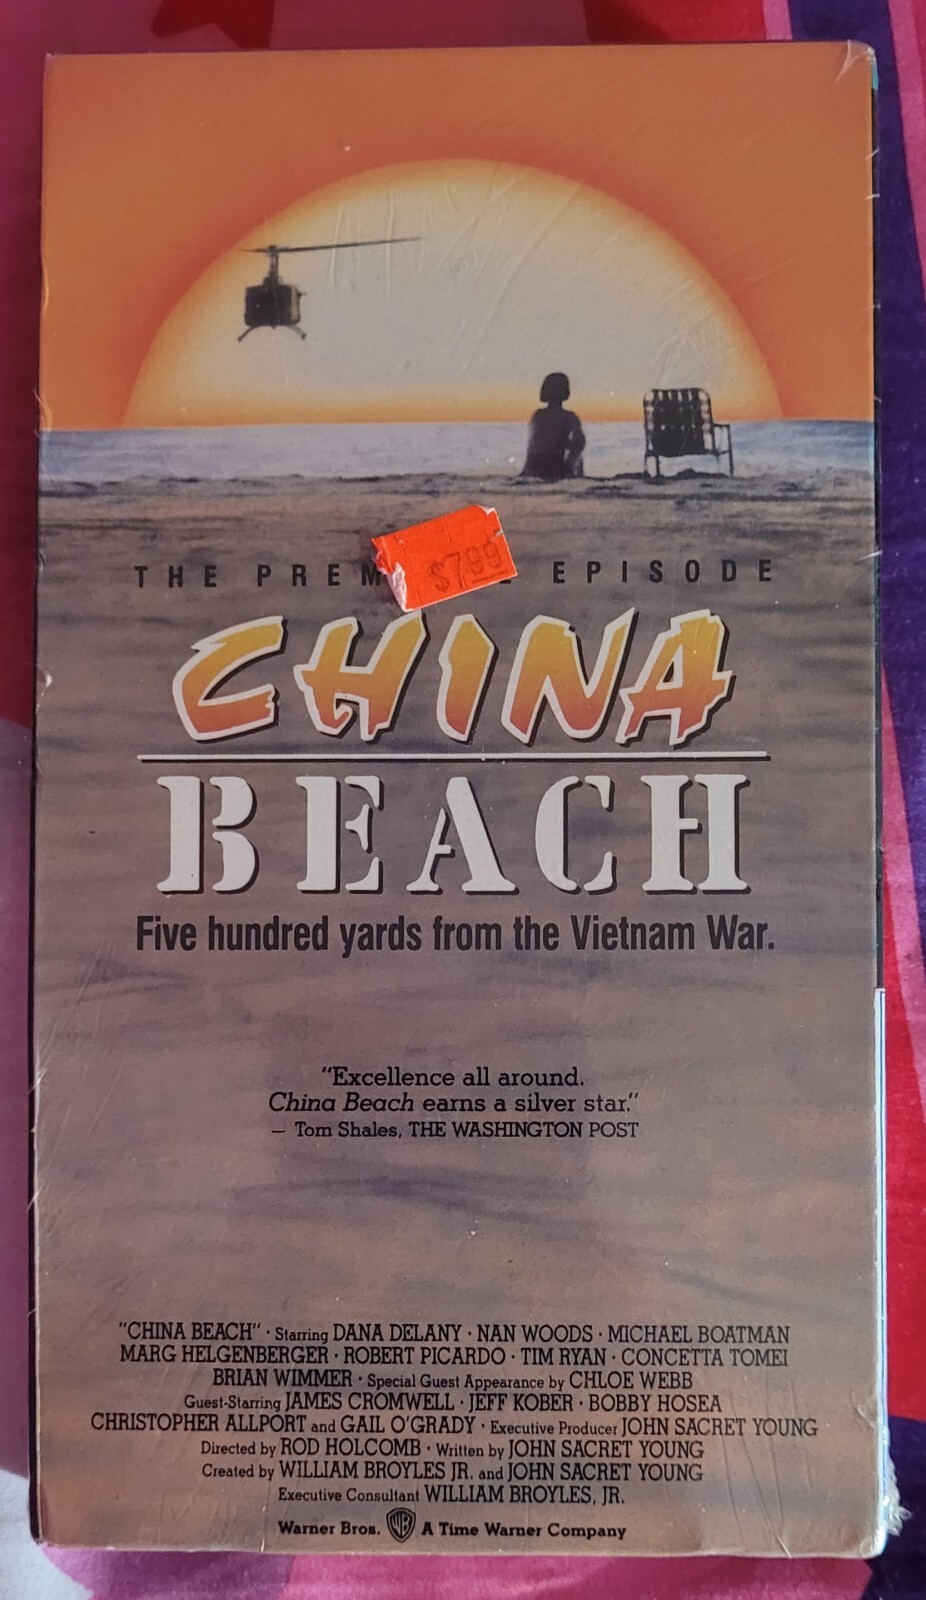 THE PREM E EPISODE
$7.99
CHINA
BEACH
Five hundred yards from the Vietnam War.
"Excellence all around.
China Beach earns a silver star."
— Tom Shales, THE WASHINGTON POST
"CHINA BEACH" · Starring DANA DELANY · NAN WOODS · MICHAEL BOATMAN
MARG HELGENBERGER · ROBERT PICARDO · TIM RYAN · CONCETTA TOMEI
BRIAN WIMMER · Special Guest Appearance by CHLOE WEBB
Guest-Starring JAMES CROMWELL · JEFF KOBER · BOBBY HOSEA
CHRISTOPHER ALLPORT and GAIL O'GRADY · Executive Producer JOHN SACRET YOUNG
Directed by ROD HOLCOMB · Written by JOHN SACRET YOUNG
Created by WILLIAM BROYLES JR. and JOHN SACRET YOUNG
Executive Consultant WILLIAM BROYLES, JR.
Warner Bros. WB A Time Warner Company